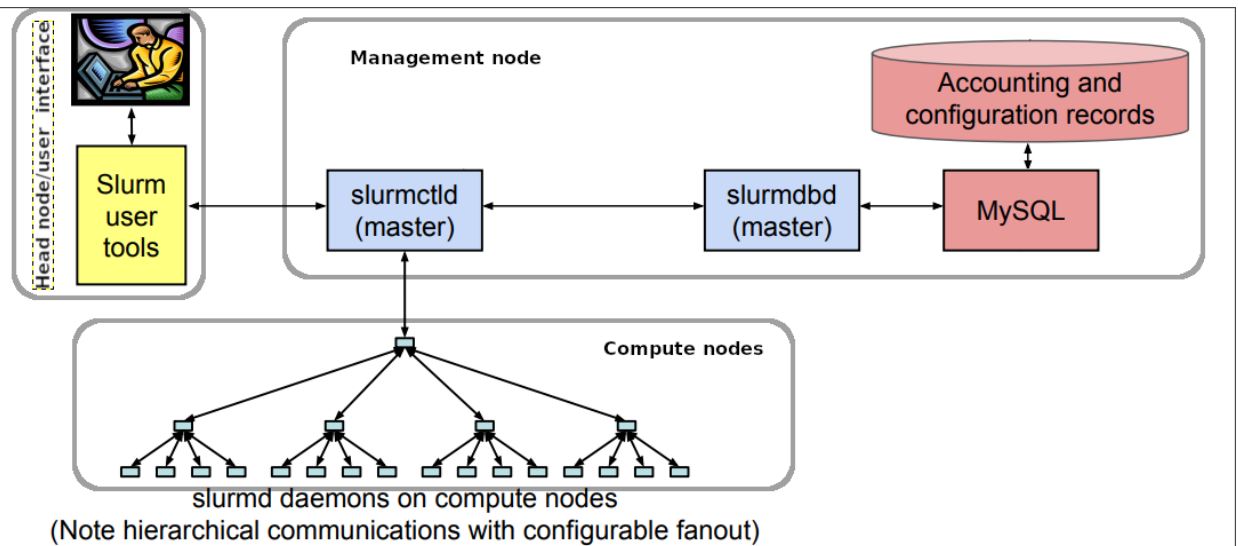 Head node/user interface
Management node
Accounting and
configuration records
Slurm
user
tools
slurmctld
(master)
slurmdbd
(master)
MySQL
Compute nodes
slurmd daemons on compute nodes
(Note hierarchical communications with configurable fanout)